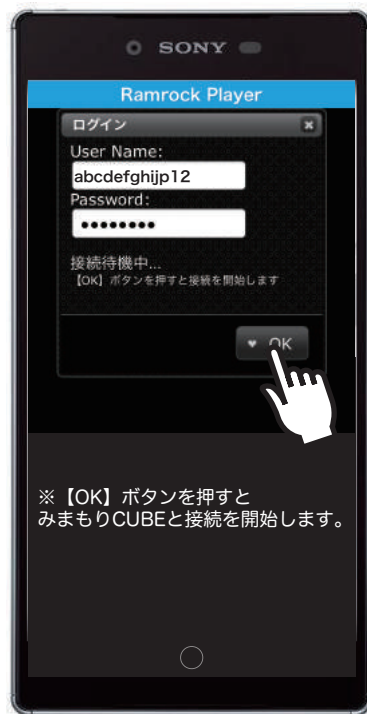 SONY
Ramrock Player
ログイン
User Name:
abcdefghijp12
Password:
••••••••
接続待機中...
【OK】ボタンを押すと接続を開始します
OK
※【OK】ボタンを押すと
みまもりCUBEと接続を開始します。